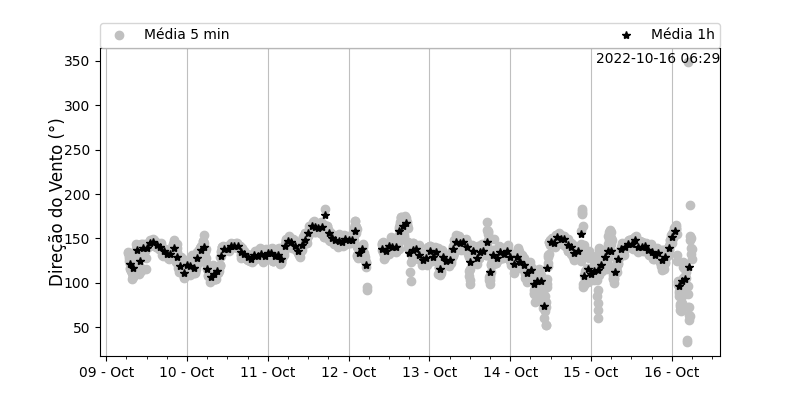 Média 5 min Média 1h
2022-10-16 06:29
Direção do Vento (°)
350
300
250
200
150
100
50
09 - Oct 10 - Oct 11 - Oct 12 - Oct 13 - Oct 14 - Oct 15 - Oct 16 - Oct